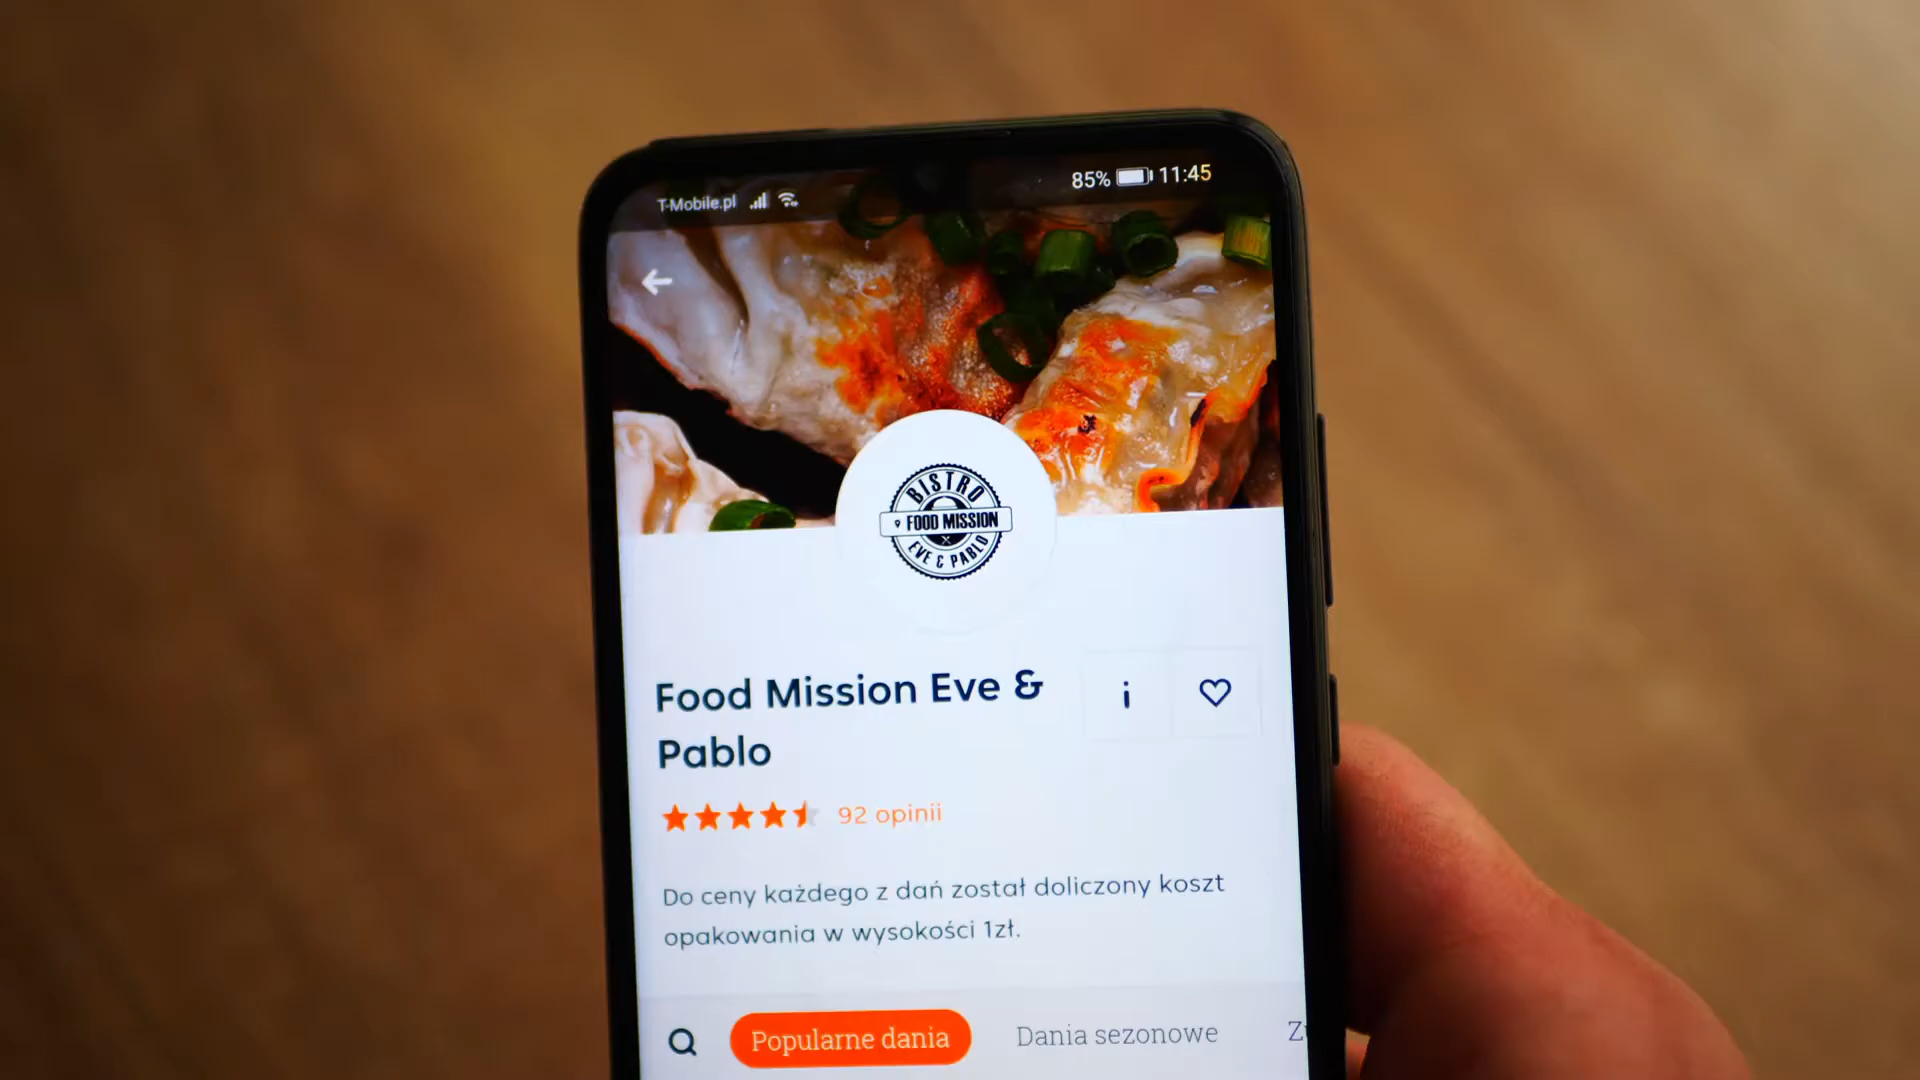 T-Mobile.pl 85% 11:45
BISTRO
FOOD MISSION
EVE & PABLO
Food Mission Eve &
Pablo
i
92 opinii
Do ceny każdego z dań został doliczony koszt
opakowania w wysokości 1zł.
Popularne dania Dania sezonowe